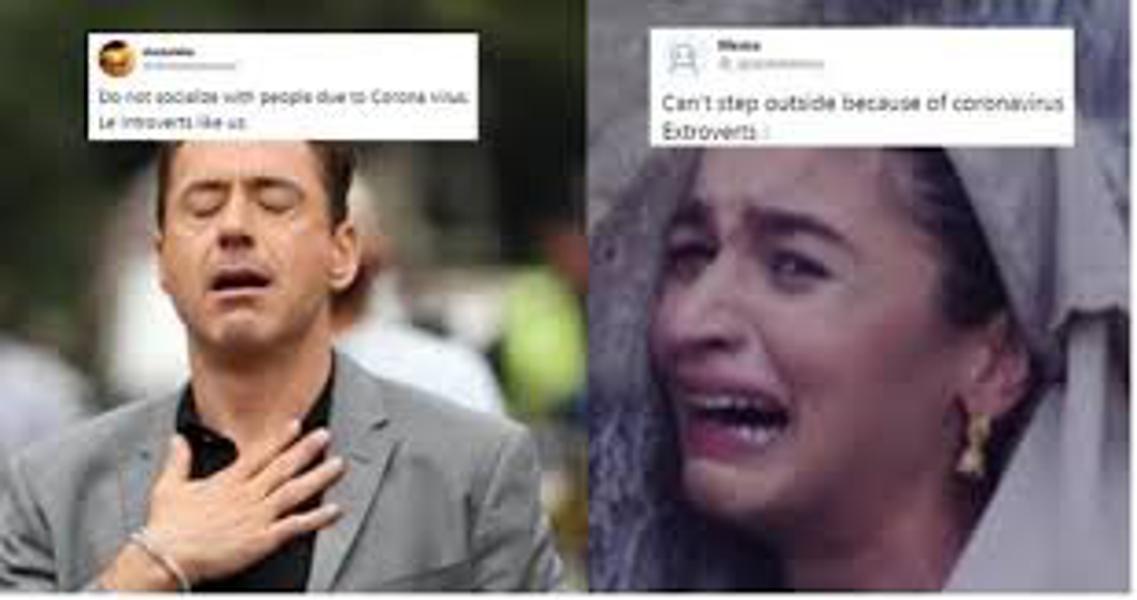 Do not socialize with people due to Corona virus.
Le Introverts like us
Meme
Can't step outside because of coronavirus
Extroverts :